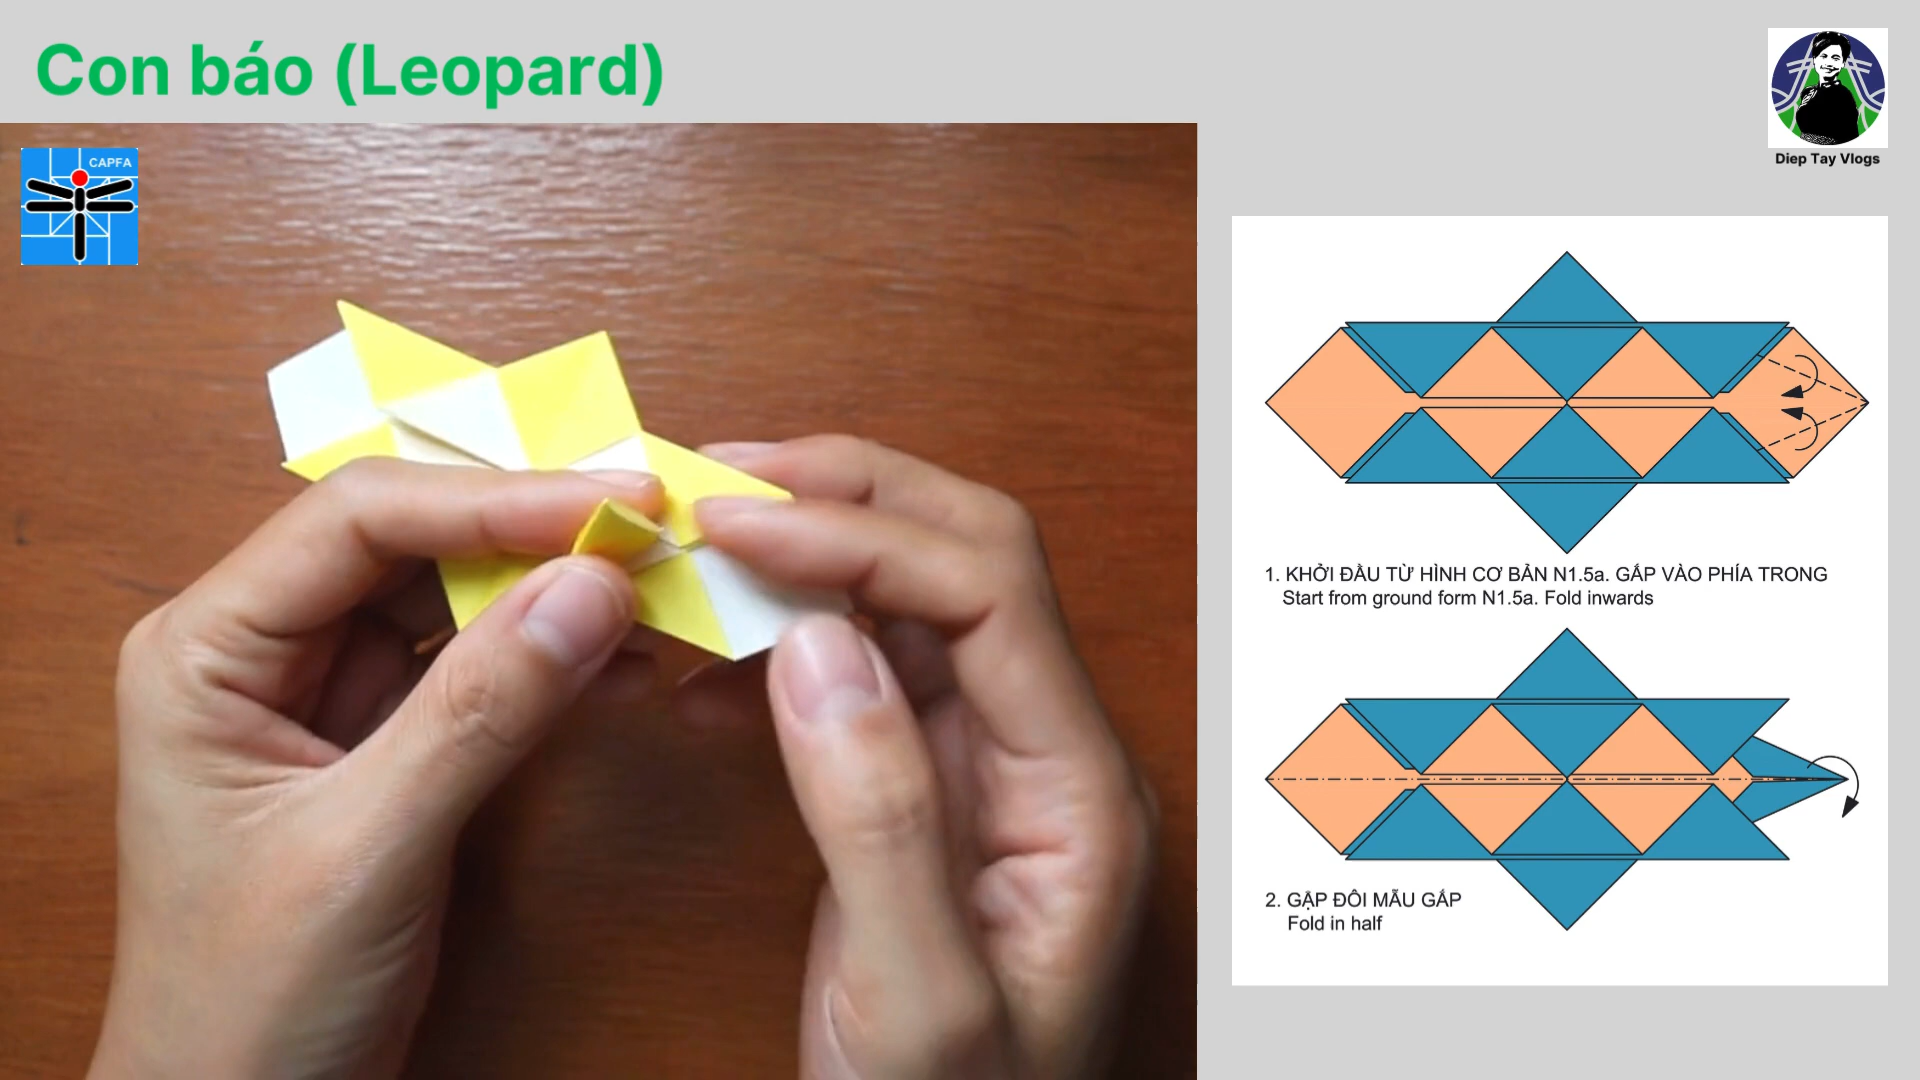 Con báo (Leopard)
CAPFA
Diep Tay Vlogs
1. KHỞI ĐẦU TỪ HÌNH CƠ BẢN N1.5a. GẤP VÀO PHÍA TRONG
Start from ground form N1.5a. Fold inwards
2. GẬP ĐÔI MẪU GẤP
Fold in half